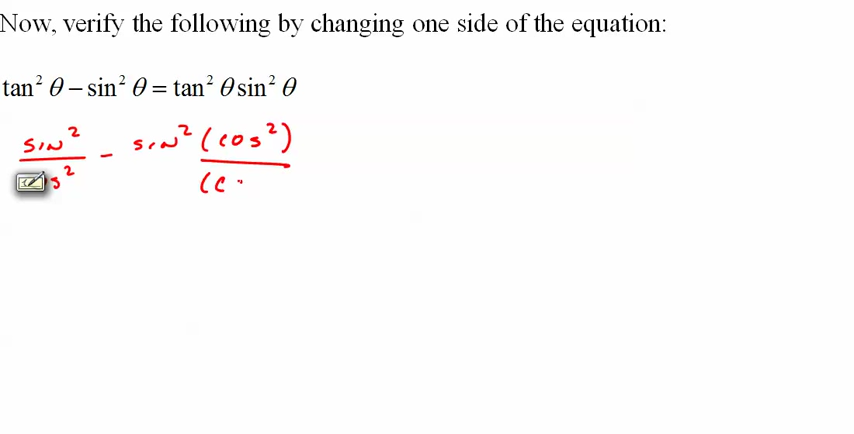 Now, verify the following by changing one side of the equation:
tan² θ – sin² θ = tan² θ sin² θ
sin² - sin² (cos²)
s² (c